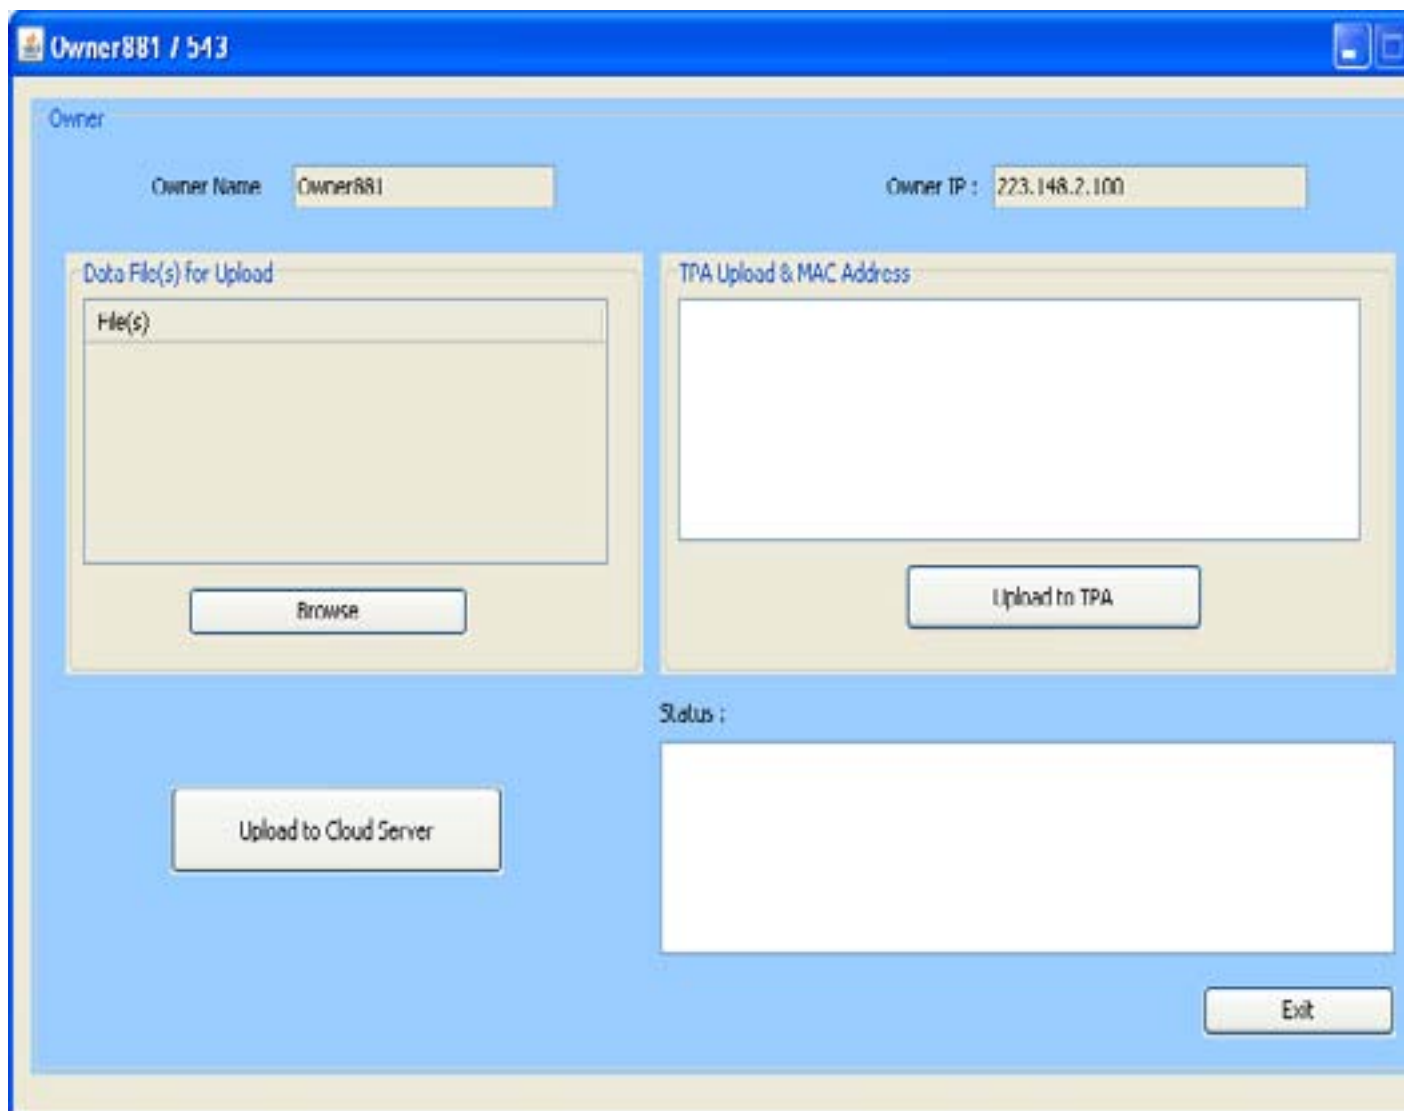 Owner881 / 543
Owner
Owner Name Owner881 Owner IP : 223.148.2.100
Data File(s) for Upload
TPA Upload & MAC Address
File(s)
Browse
Upload to TPA
Status :
Upload to Cloud Server
Exit